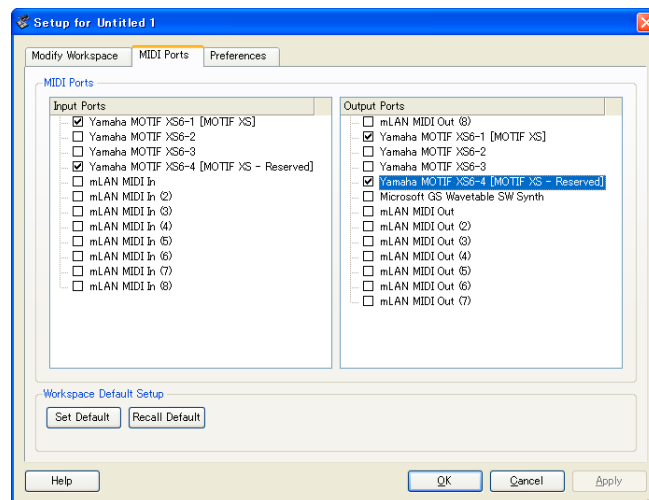 Setup for Untitled 1
Modify Workspace
MIDI Ports
Preferences
MIDI Ports
Input Ports
Yamaha MOTIF XS6-1 [MOTIF XS]
Yamaha MOTIF XS6-2
Yamaha MOTIF XS6-3
Yamaha MOTIF XS6-4 [MOTIF XS - Reserved]
mLAN MIDI In
mLAN MIDI In (2)
mLAN MIDI In (3)
mLAN MIDI In (4)
mLAN MIDI In (5)
mLAN MIDI In (6)
mLAN MIDI In (7)
mLAN MIDI In (8)
Output Ports
mLAN MIDI Out (8)
Yamaha MOTIF XS6-1 [MOTIF XS]
Yamaha MOTIF XS6-2
Yamaha MOTIF XS6-3
Yamaha MOTIF XS6-4 [MOTIF XS - Reserved]
Microsoft GS Wavetable SW Synth
mLAN MIDI Out
mLAN MIDI Out (2)
mLAN MIDI Out (3)
mLAN MIDI Out (4)
mLAN MIDI Out (5)
mLAN MIDI Out (6)
mLAN MIDI Out (7)
Workspace Default Setup
Set Default
Recall Default
Help
OK
Cancel
Apply